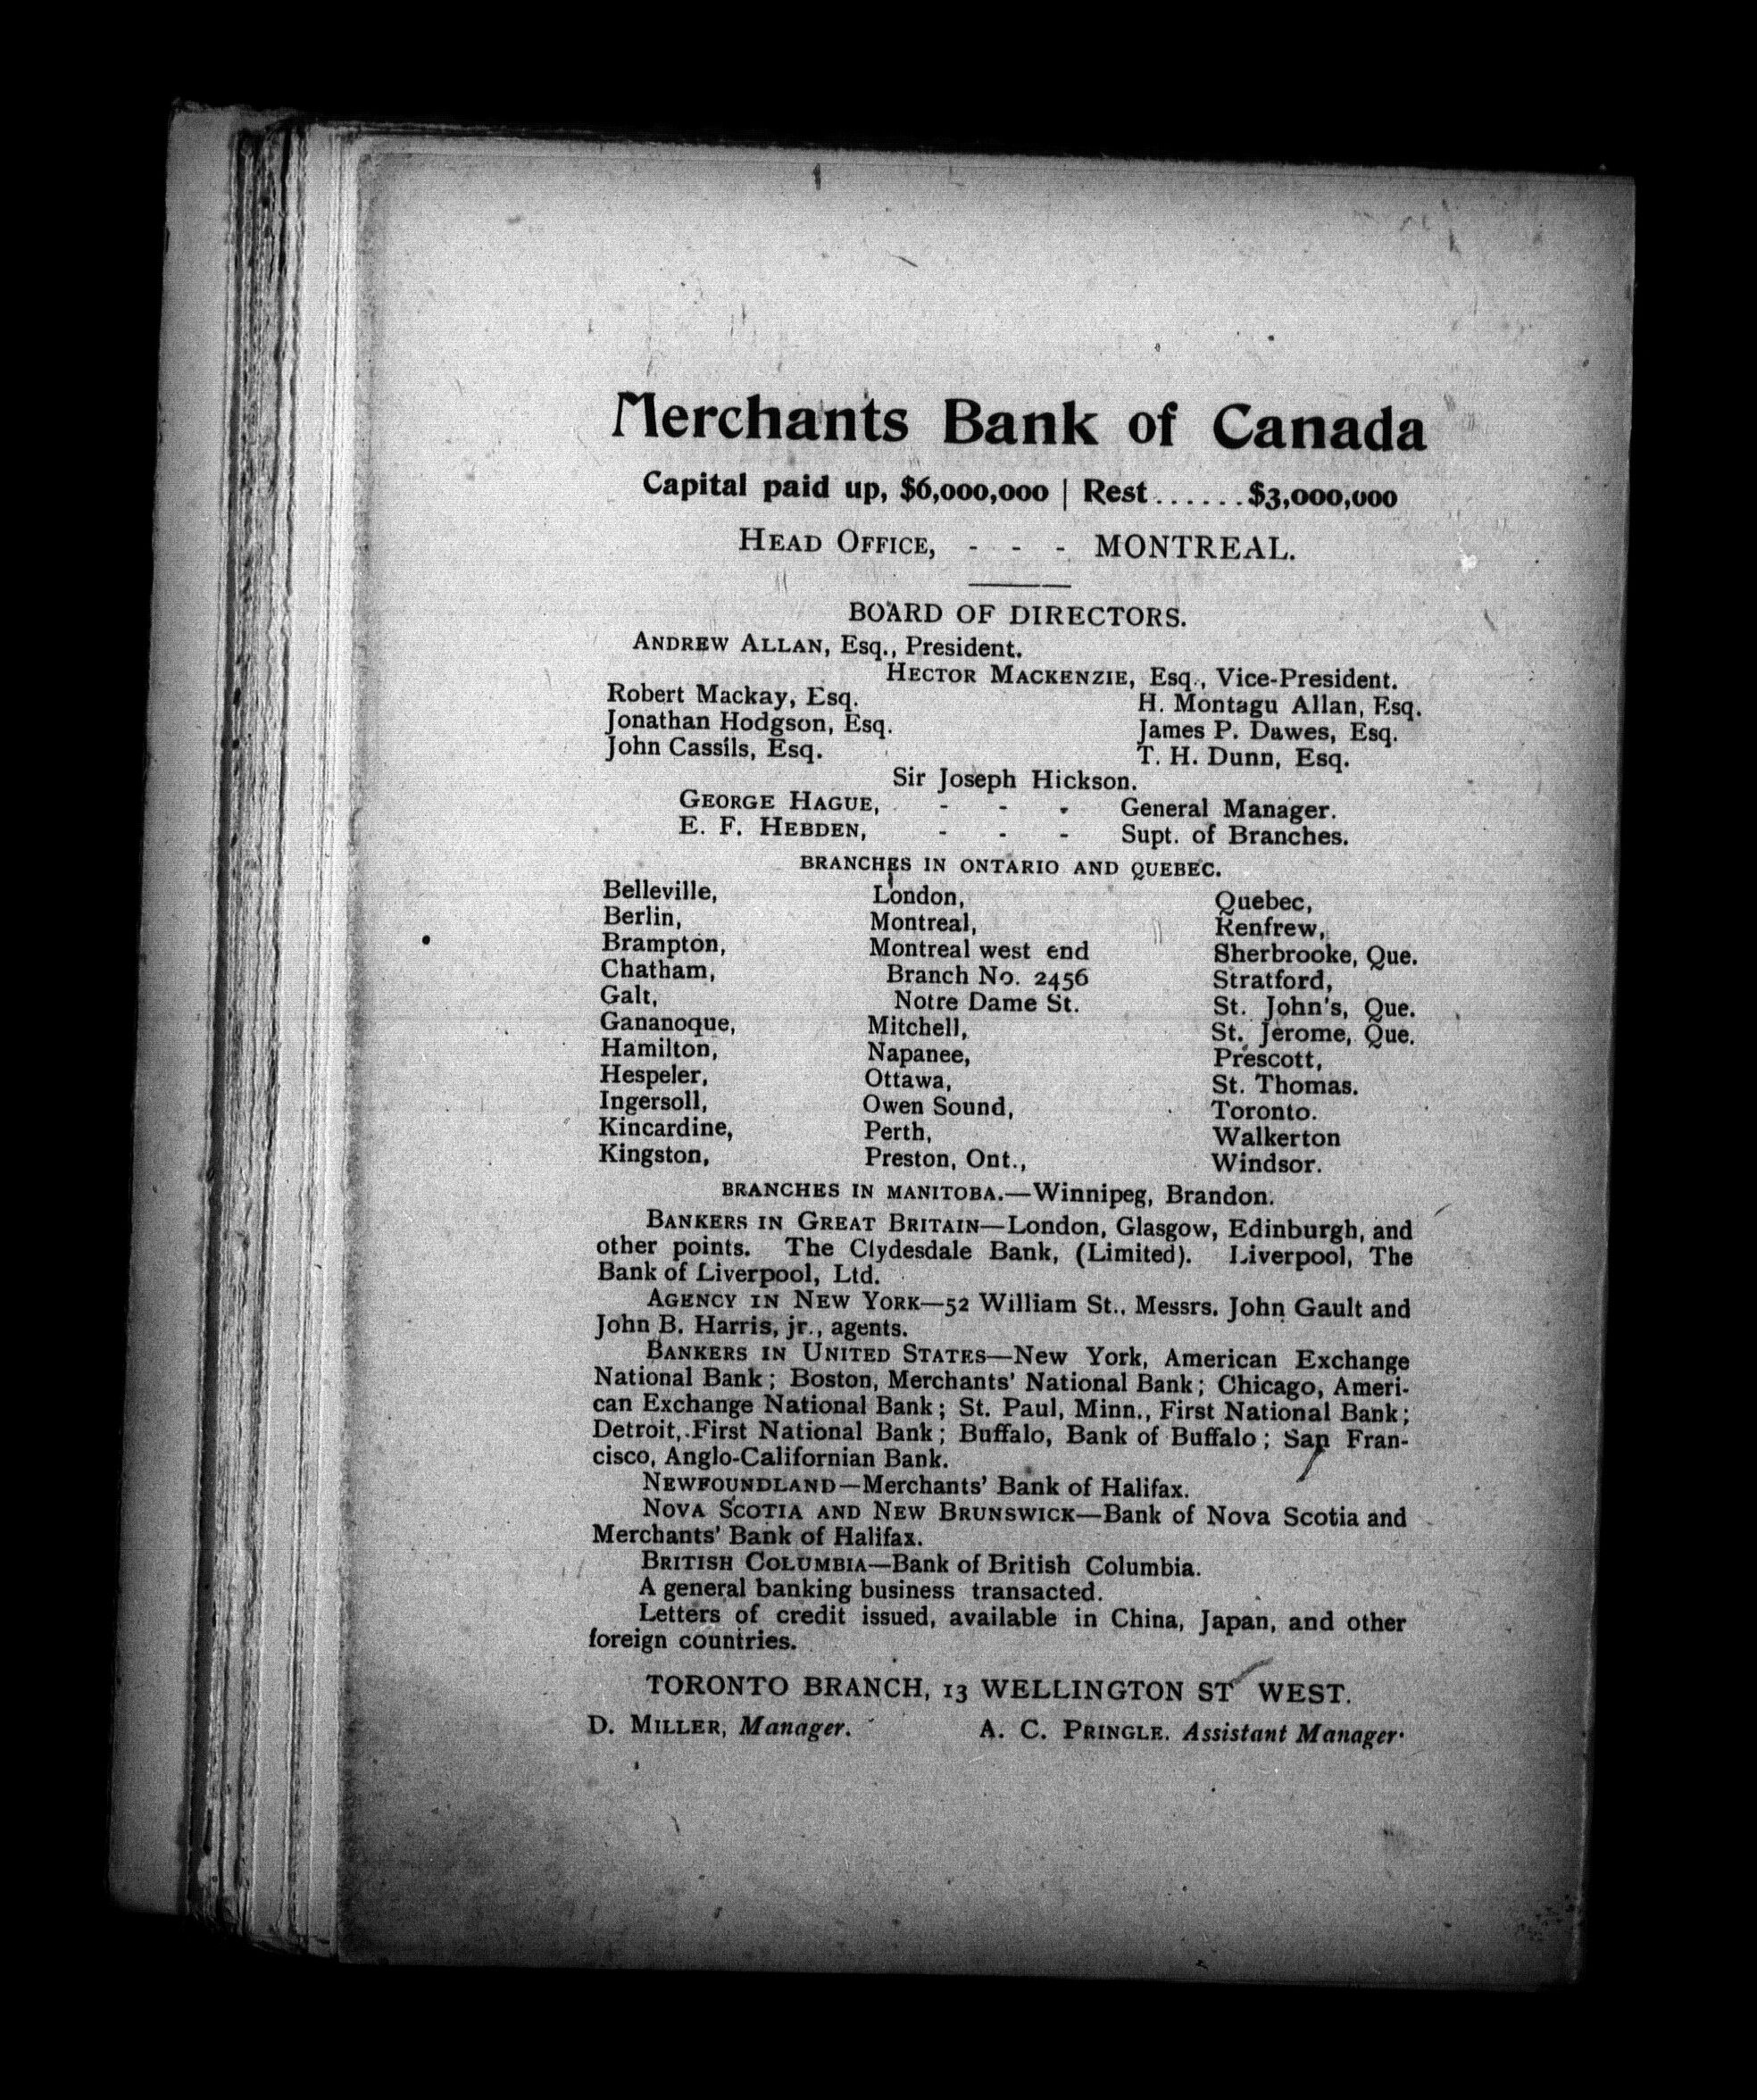 Merchants Bank of Canada
Capital paid up, $6,000,000 | Rest......$3,000,000
HEAD OFFICE, - - - MONTREAL.
BOARD OF DIRECTORS.
ANDREW ALLAN, Esq., President.
HECTOR MACKENZIE, Esq., Vice-President.
Robert Mackay, Esq. H. Montagu Allan, Esq.
Jonathan Hodgson, Esq. James P. Dawes, Esq.
John Cassils, Esq. T. H. Dunn, Esq.
Sir Joseph Hickson.
GEORGE HAGUE, - - - General Manager.
E. F. HEBDEN, - - - Supt. of Branches.
BRANCHES IN ONTARIO AND QUEBEC.
Belleville, London, Quebec,
Berlin, Montreal, Renfrew,
Brampton, Montreal west end Sherbrooke, Que.
Chatham, Branch No. 2456 Stratford,
Galt, Notre Dame St. St. John's, Que.
Gananoque, Mitchell, St. Jerome, Que.
Hamilton, Napanee, Prescott,
Hespeler, Ottawa, St. Thomas.
Ingersoll, Owen Sound, Toronto.
Kincardine, Perth, Walkerton
Kingston, Preston, Ont., Windsor.
BRANCHES IN MANITOBA.—Winnipeg, Brandon.
BANKERS IN GREAT BRITAIN—London, Glasgow, Edinburgh, and
other points. The Clydesdale Bank, (Limited). Liverpool, The
Bank of Liverpool, Ltd.
AGENCY IN NEW YORK—52 William St., Messrs. John Gault and
John B. Harris, jr., agents.
BANKERS IN UNITED STATES—New York, American Exchange
National Bank; Boston, Merchants' National Bank; Chicago, Ameri-
can Exchange National Bank; St. Paul, Minn., First National Bank;
Detroit, First National Bank; Buffalo, Bank of Buffalo; San Fran-
cisco, Anglo-Californian Bank.
NEWFOUNDLAND—Merchants' Bank of Halifax.
NOVA SCOTIA AND NEW BRUNSWICK—Bank of Nova Scotia and
Merchants' Bank of Halifax.
BRITISH COLUMBIA—Bank of British Columbia.
A general banking business transacted.
Letters of credit issued, available in China, Japan, and other
foreign countries.
TORONTO BRANCH, 13 WELLINGTON ST WEST.
D. MILLER, Manager. A. C. PRINGLE. Assistant Manager.